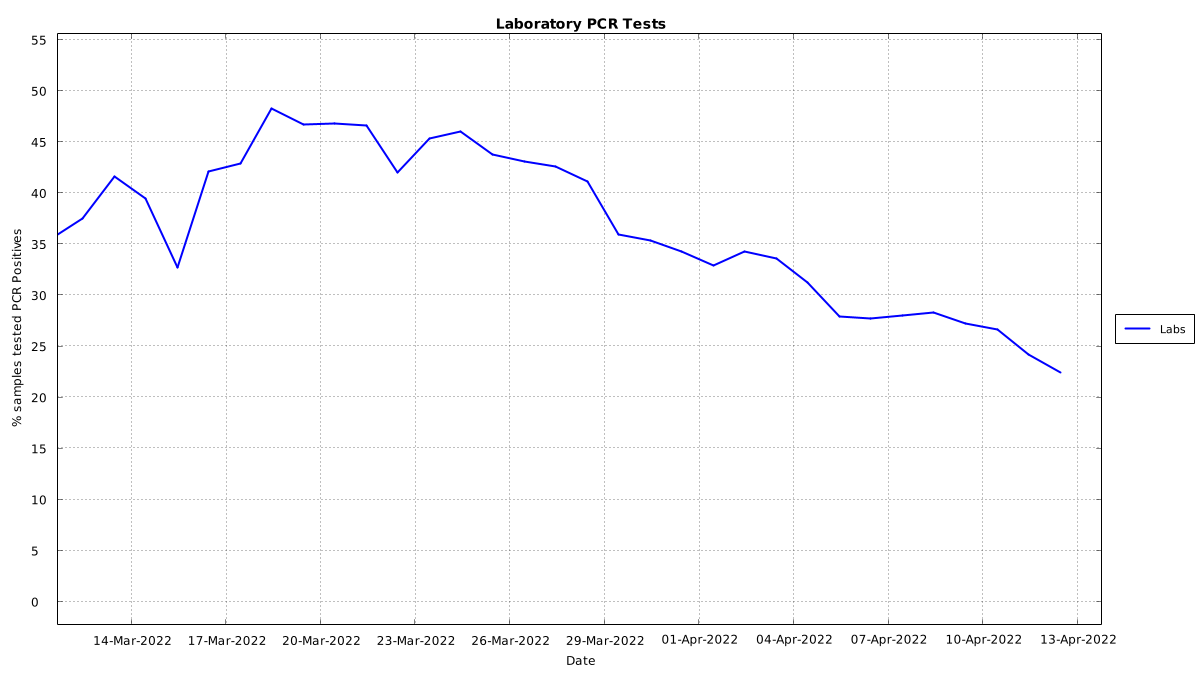 Laboratory PCR Tests
% samples tested PCR Positives
55
50
45
40
35
30
25
20
15
10
5
0
14-Mar-2022 17-Mar-2022 20-Mar-2022 23-Mar-2022 26-Mar-2022 29-Mar-2022 01-Apr-2022 04-Apr-2022 07-Apr-2022 10-Apr-2022 13-Apr-2022
Date
Labs